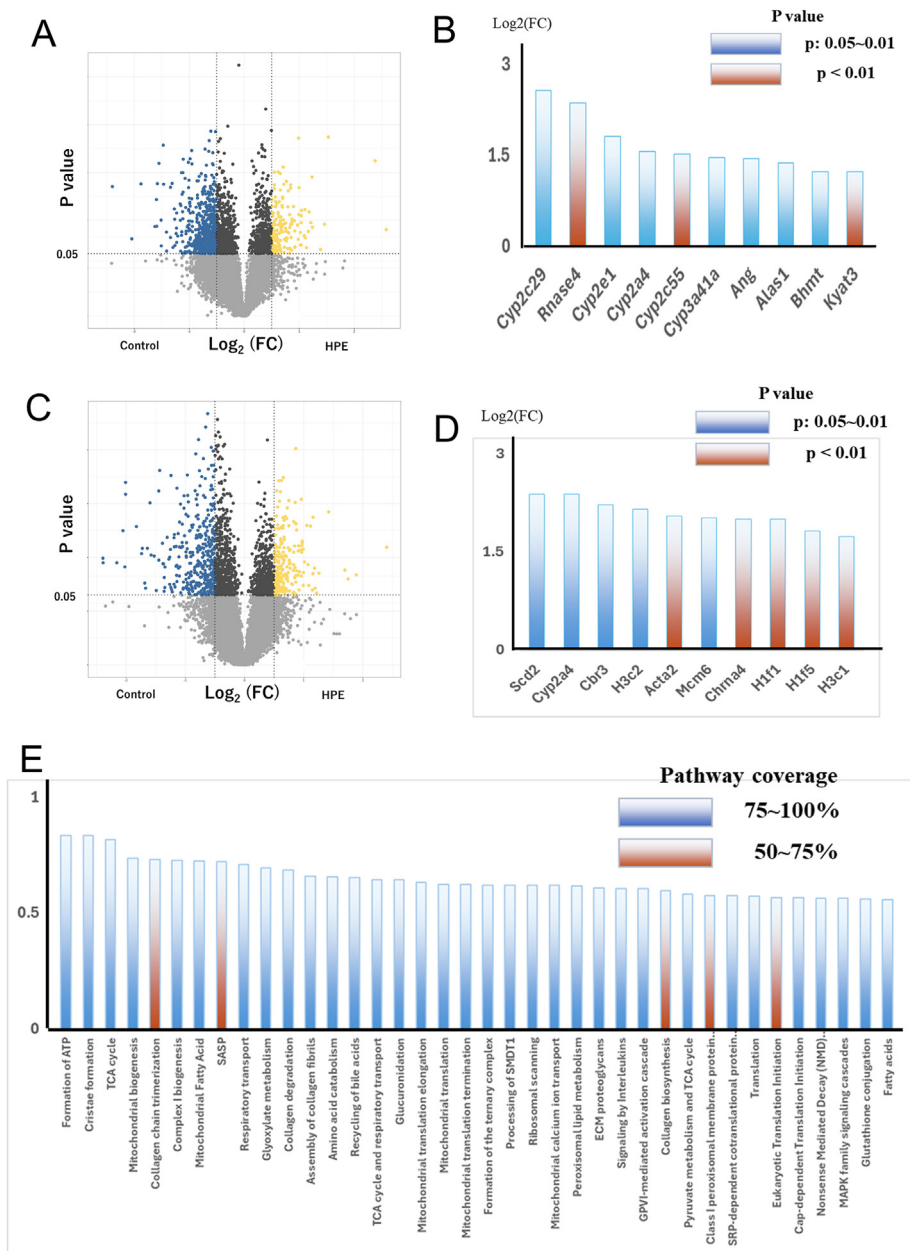 A
P value
0.05
Control
Log2 (FC)
HPE
B
Log2(FC)
P value
p: 0.05~0.01
p < 0.01
3
1.5
0
Cyp2c29
Rnase4
Cyp2e1
Cyp2a4
Cyp2c55
Cyp3a41a
Ang
Alas1
Bhmt
Kyat3
C
P value
0.05
Control
Log2 (FC)
HPE
D
Log2(FC)
P value
p: 0.05~0.01
p < 0.01
3
1.5
0
Scd2
Cyp2a4
Cbr3
H3c2
Acta2
Mcm6
Chrna4
H1f1
H1f5
H3c1
E
Pathway coverage
75~100%
50~75%
1
0.5
0
Formation of ATP
Cristae formation
TCA cycle
Mitochondrial biogenesis
Collagen chain trimerization
Complex I biogenesis
Mitochondrial Fatty Acid
SASP
Respiratory transport
Glyoxylate metabolism
Collagen degradation
Assembly of collagen fibrils
Amino acid catabolism
Recycling of bile acids
TCA cycle and respiratory transport
Glucuronidation
Mitochondrial translation elongation
Mitochondrial translation
Mitochondrial translation termination
Formation of the ternary complex
Processing of SMDT1
Ribosomal scanning
Mitochondrial calcium ion transport
Peroxisomal lipid metabolism
ECM proteoglycans
Signaling by Interleukins
GPVI-mediated activation cascade
Collagen biosynthesis
Pyruvate metabolism and TCA cycle
Class I peroxisomal membrane protein…
SRP-dependent cotranslational protein…
Translation
Eukaryotic Translation Initiation
Cap-dependent Translation Initiation
Nonsense Mediated Decay (NMD)…
MAPK family signaling cascades
Glutathione conjugation
Fatty acids